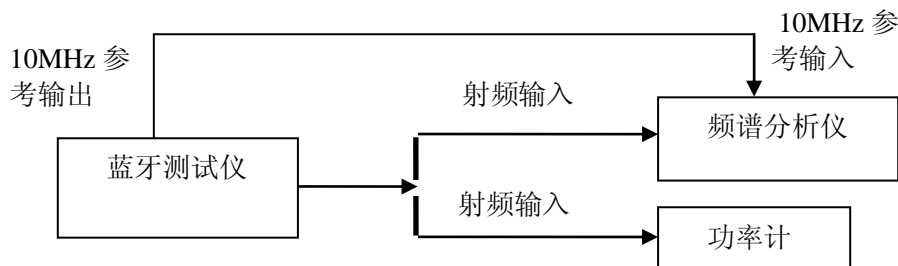 10MHz 参
考输出
10MHz 参
考输入
射频输入
频谱分析仪
蓝牙测试仪
射频输入
功率计